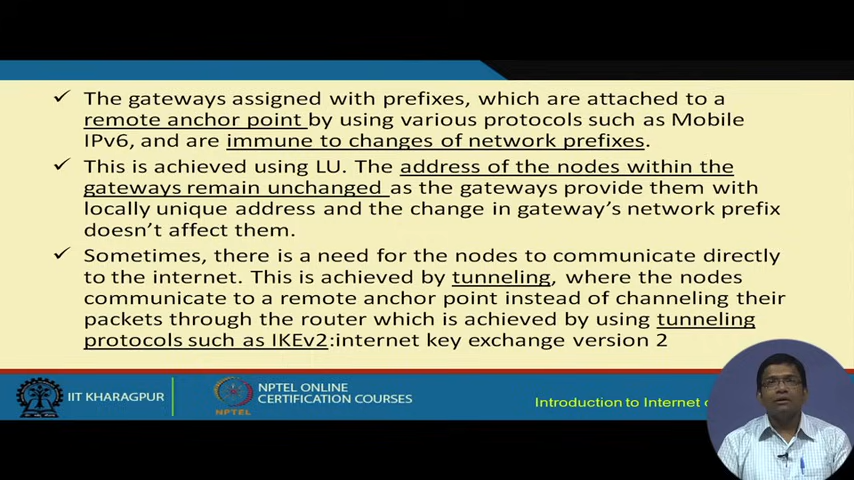 ✓ The gateways assigned with prefixes, which are attached to a
remote anchor point by using various protocols such as Mobile
IPv6, and are immune to changes of network prefixes.
✓ This is achieved using LU. The address of the nodes within the
gateways remain unchanged as the gateways provide them with
locally unique address and the change in gateway's network prefix
doesn't affect them.
✓ Sometimes, there is a need for the nodes to communicate directly
to the internet. This is achieved by tunneling, where the nodes
communicate to a remote anchor point instead of channeling their
packets through the router which is achieved by using tunneling
protocols such as IKEv2:internet key exchange version 2
IIT KHARAGPUR
NPTEL
NPTEL ONLINE
CERTIFICATION COURSES
Introduction to Internet